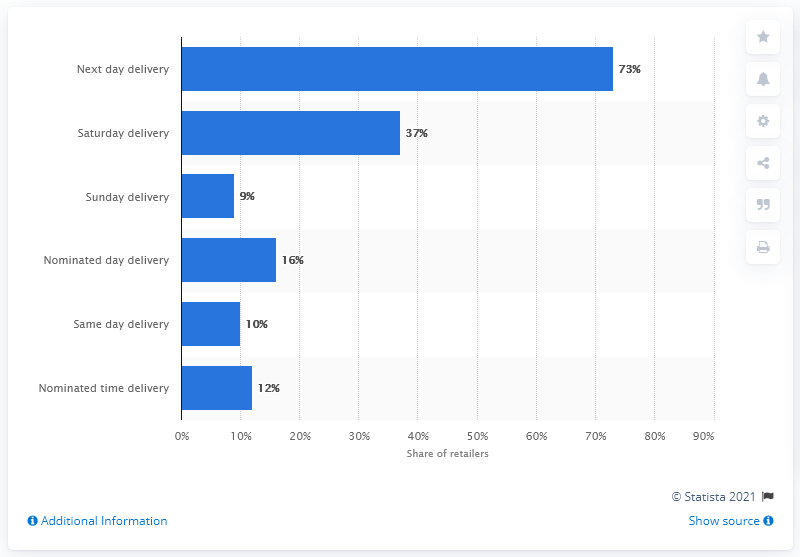 Next day delivery 73%
Saturday delivery 37%
Sunday delivery 9%
Nominated day delivery 16%
Same day delivery 10%
Nominated time delivery 12%
0% 10% 20% 30% 40% 50% 60% 70% 80% 90%
Share of retailers
© Statista 2021
Additional Information Show source